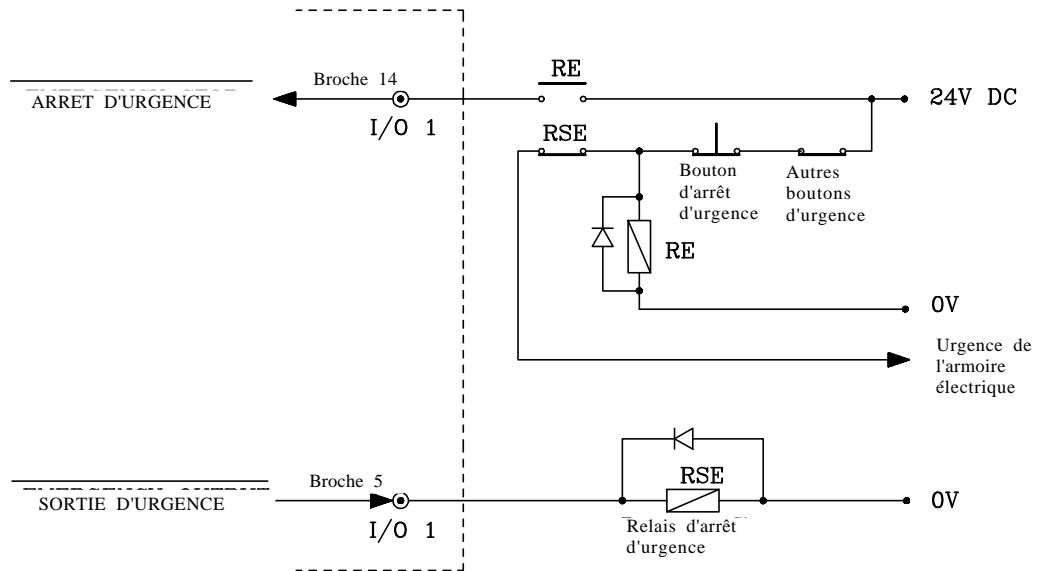 RE
Broche 14
ARRET D'URGENCE
24V DC
I/O 1
RSE
Bouton
d'arrêt
d'urgence
Autres
boutons
d'urgence
RE
0V
Urgence de
l'armoire
électrique
Broche 5
RSE
SORTIE D'URGENCE
0V
I/O 1
Relais d'arrêt
d'urgence